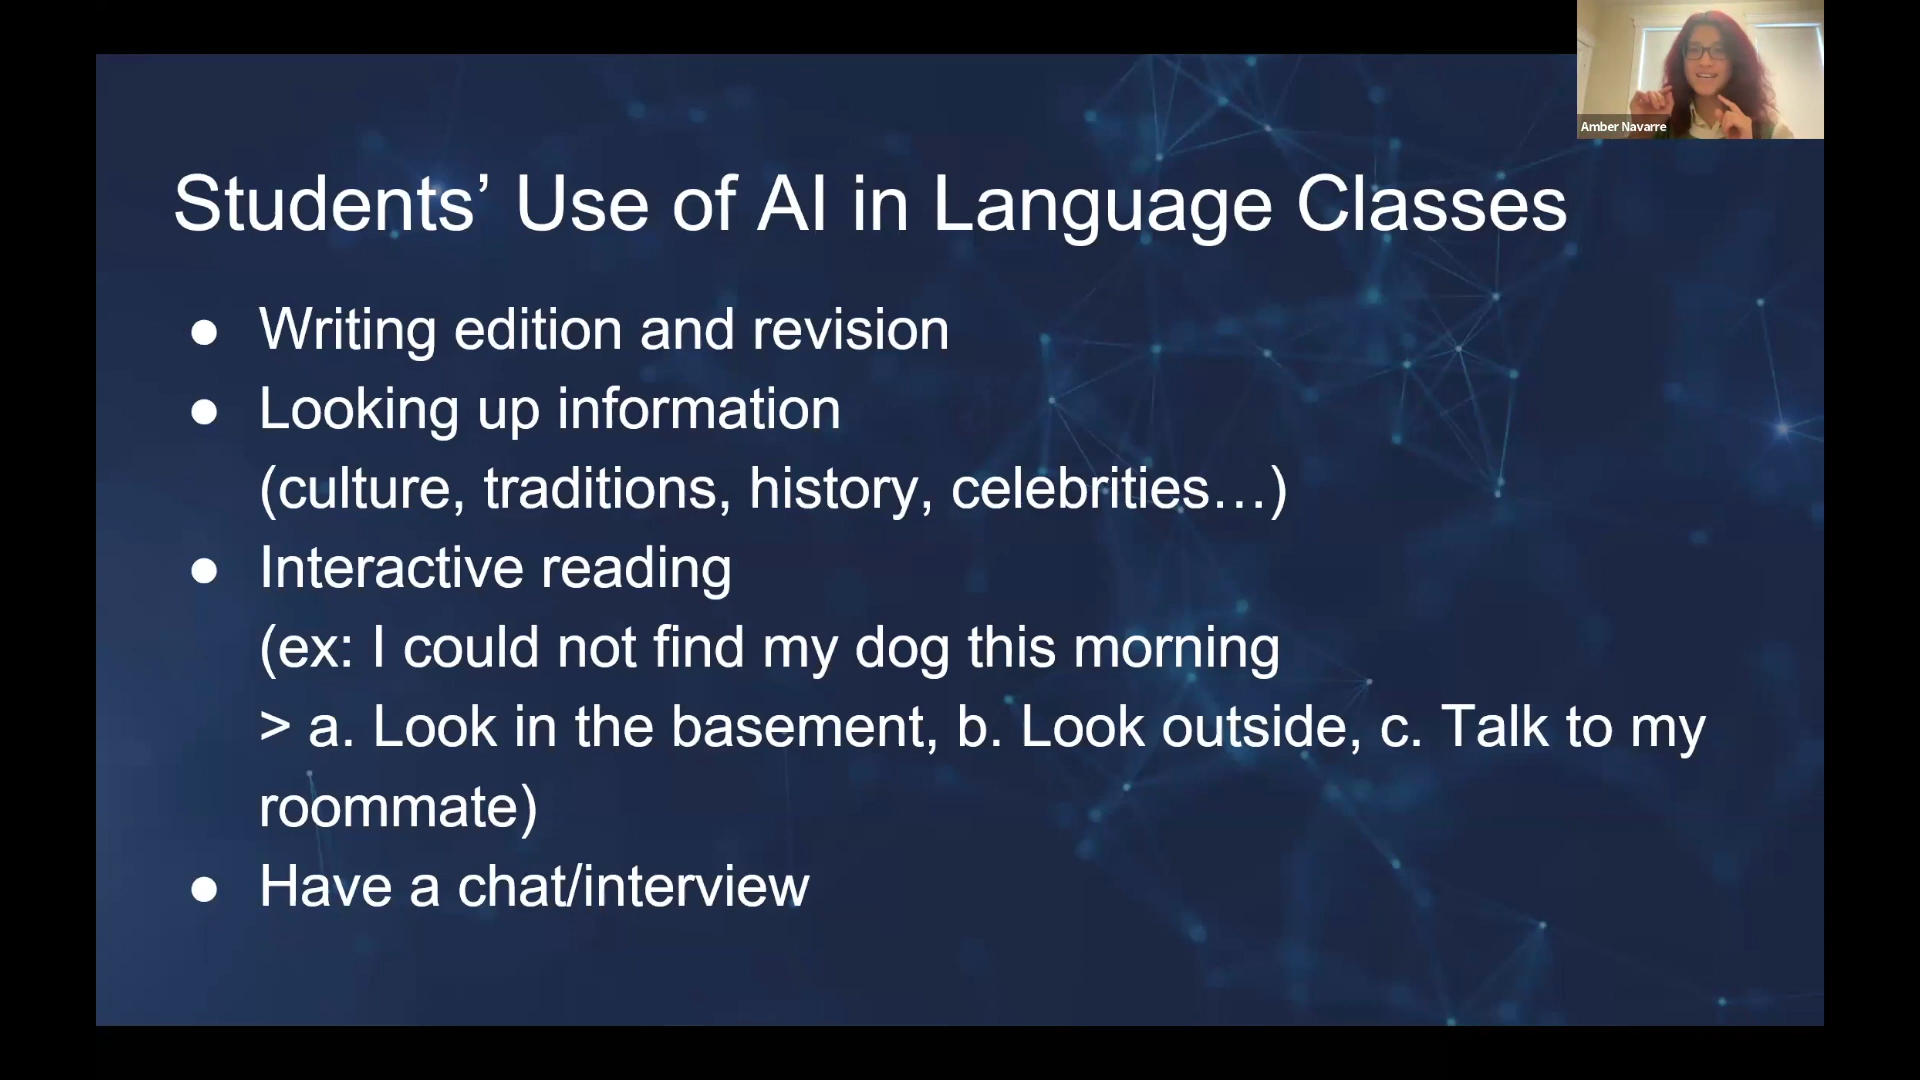 Amber Navarre
Students’ Use of AI in Language Classes
● Writing edition and revision
● Looking up information
(culture, traditions, history, celebrities…)
● Interactive reading
(ex: I could not find my dog this morning
> a. Look in the basement, b. Look outside, c. Talk to my
roommate)
● Have a chat/interview